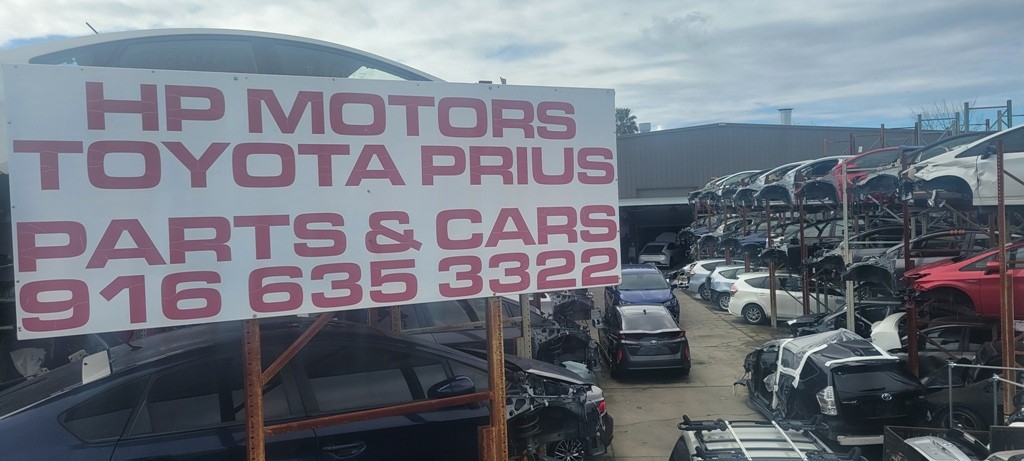 HP MOTORS
TOYOTA PRIUS
PARTS & CARS
916 635 3322